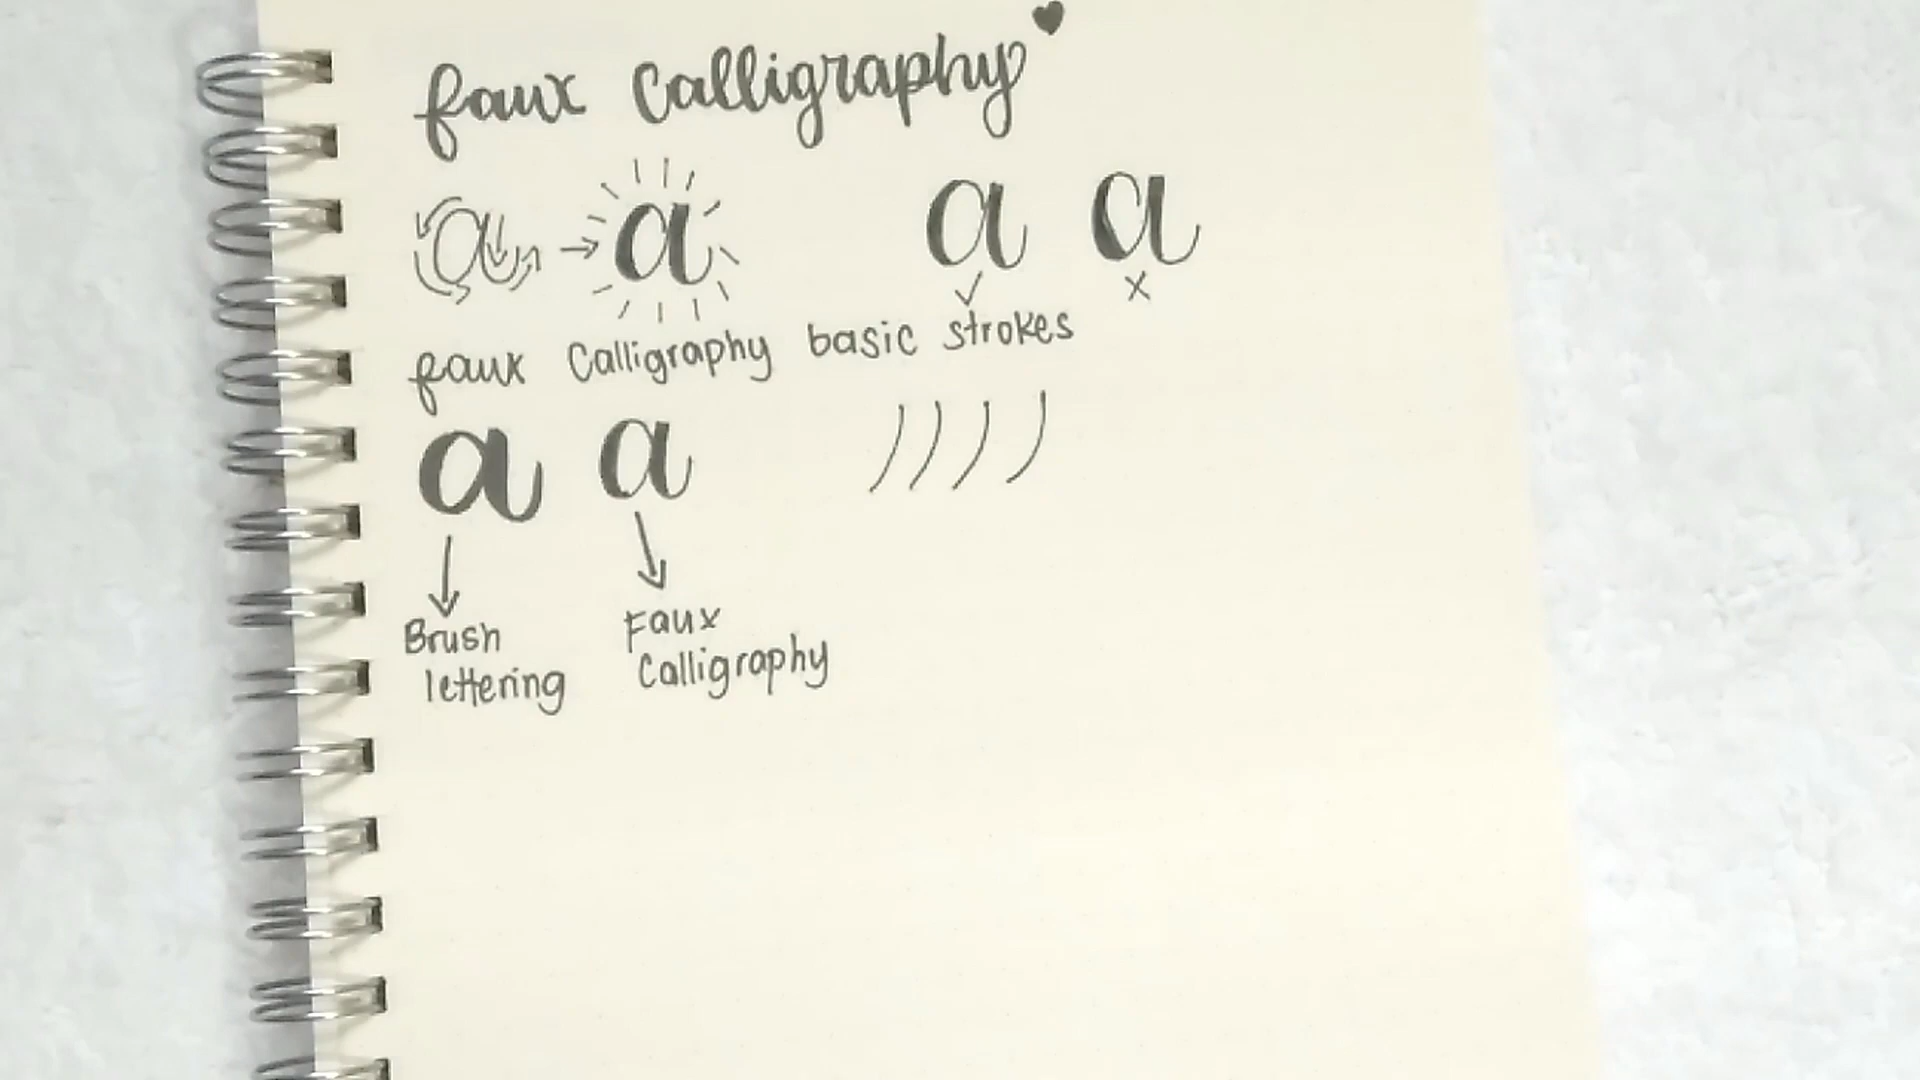 faux Calligraphy
a → a a a
✓ x
faux Calligraphy basic strokes
a a
Brush lettering
Faux Calligraphy